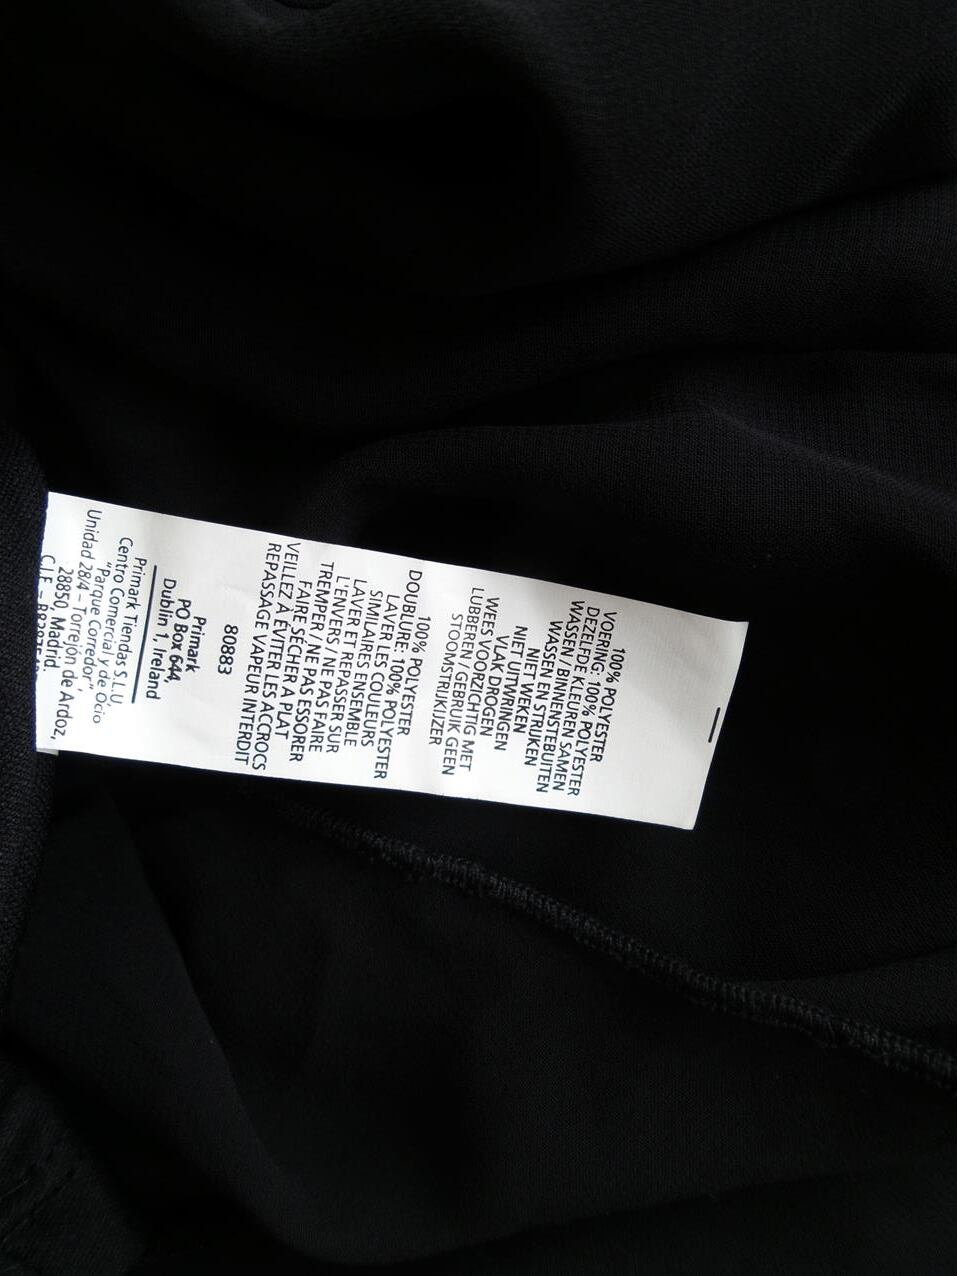 100% POLYESTER
VOERING: 100% POLYESTER
DEZELFDE KLEUREN SAMEN
WASSEN / BINNENSTEBUITEN
WASSEN EN STRIJKEN
NIET WEKEN
NIET UITWRINGEN
VLAK DROGEN
WEES VOORZICHTIG MET
LUBBEREN / GEBRUIK GEEN
STOOMSTRIJKIJZER
100% POLYESTER
DOUBLURE: 100% POLYESTER
LAVER LES COULEURS
SIMILAIRES ENSEMBLE
LAVER ET REPASSER SUR
L'ENVERS / NE PAS FAIRE
TREMPER / NE PAS ESSORER
FAIRE SÉCHER À PLAT
VEILLEZ À ÉVITER LES ACCROCS
REPASSAGE VAPEUR INTERDIT
80883
Primark
PO Box 644,
Dublin 1, Ireland
Primark Tiendas S.L.U.
Centro Comercial y de Ocio
"Parque Corredor",
Unidad 28/4 – Torrejón de Ardoz,
28850, Madrid.
C.I.F. –